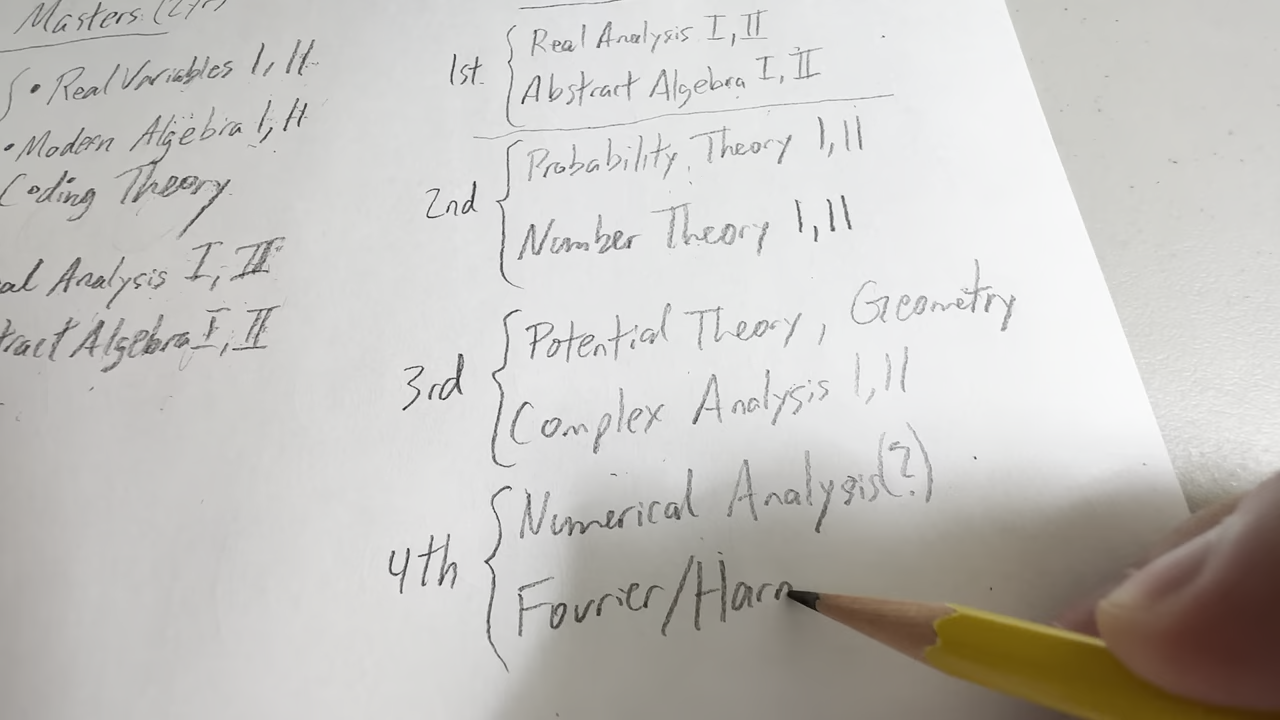 Masters (2yr)
• Real Variables I, II
• Modern Algebra I, II
Coding Theory
al Analysis I, II
tract Algebra I, II
1st
Real Analysis I, II
Abstract Algebra I, II
2nd
Probability Theory I, II
Number Theory I, II
3rd
Potential Theory, Geometry
Complex Analysis I, II
4th
Numerical Analysis(?)
Fourier/Harm